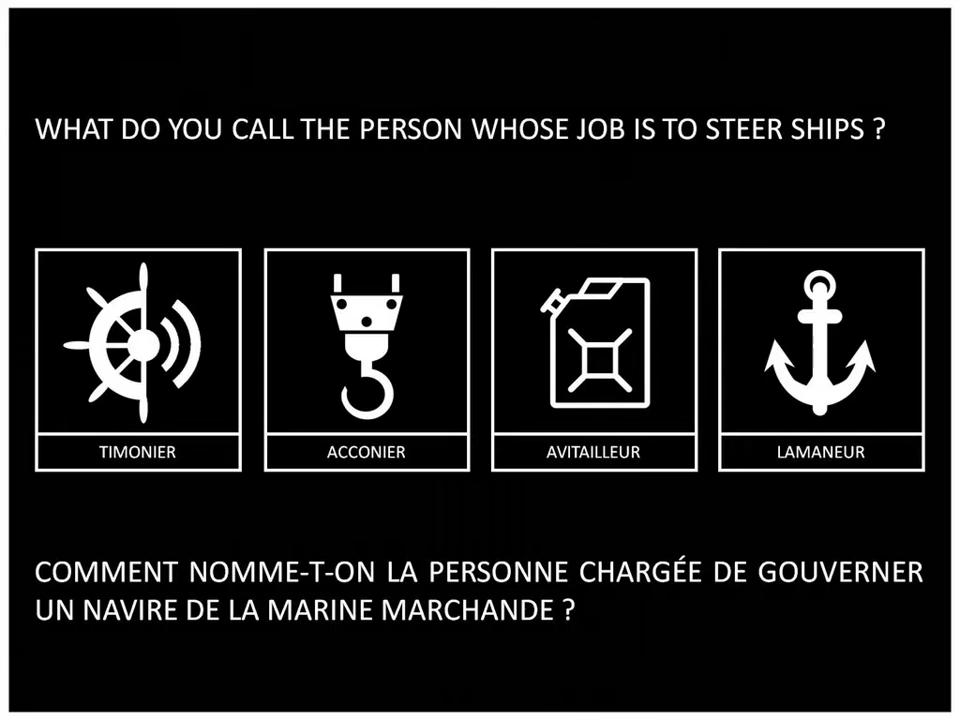 WHAT DO YOU CALL THE PERSON WHOSE JOB IS TO STEER SHIPS ?
TIMONIER
ACCONIER
AVITAILLEUR
LAMANEUR
COMMENT NOMME-T-ON LA PERSONNE CHARGÉE DE GOUVERNER
UN NAVIRE DE LA MARINE MARCHANDE ?